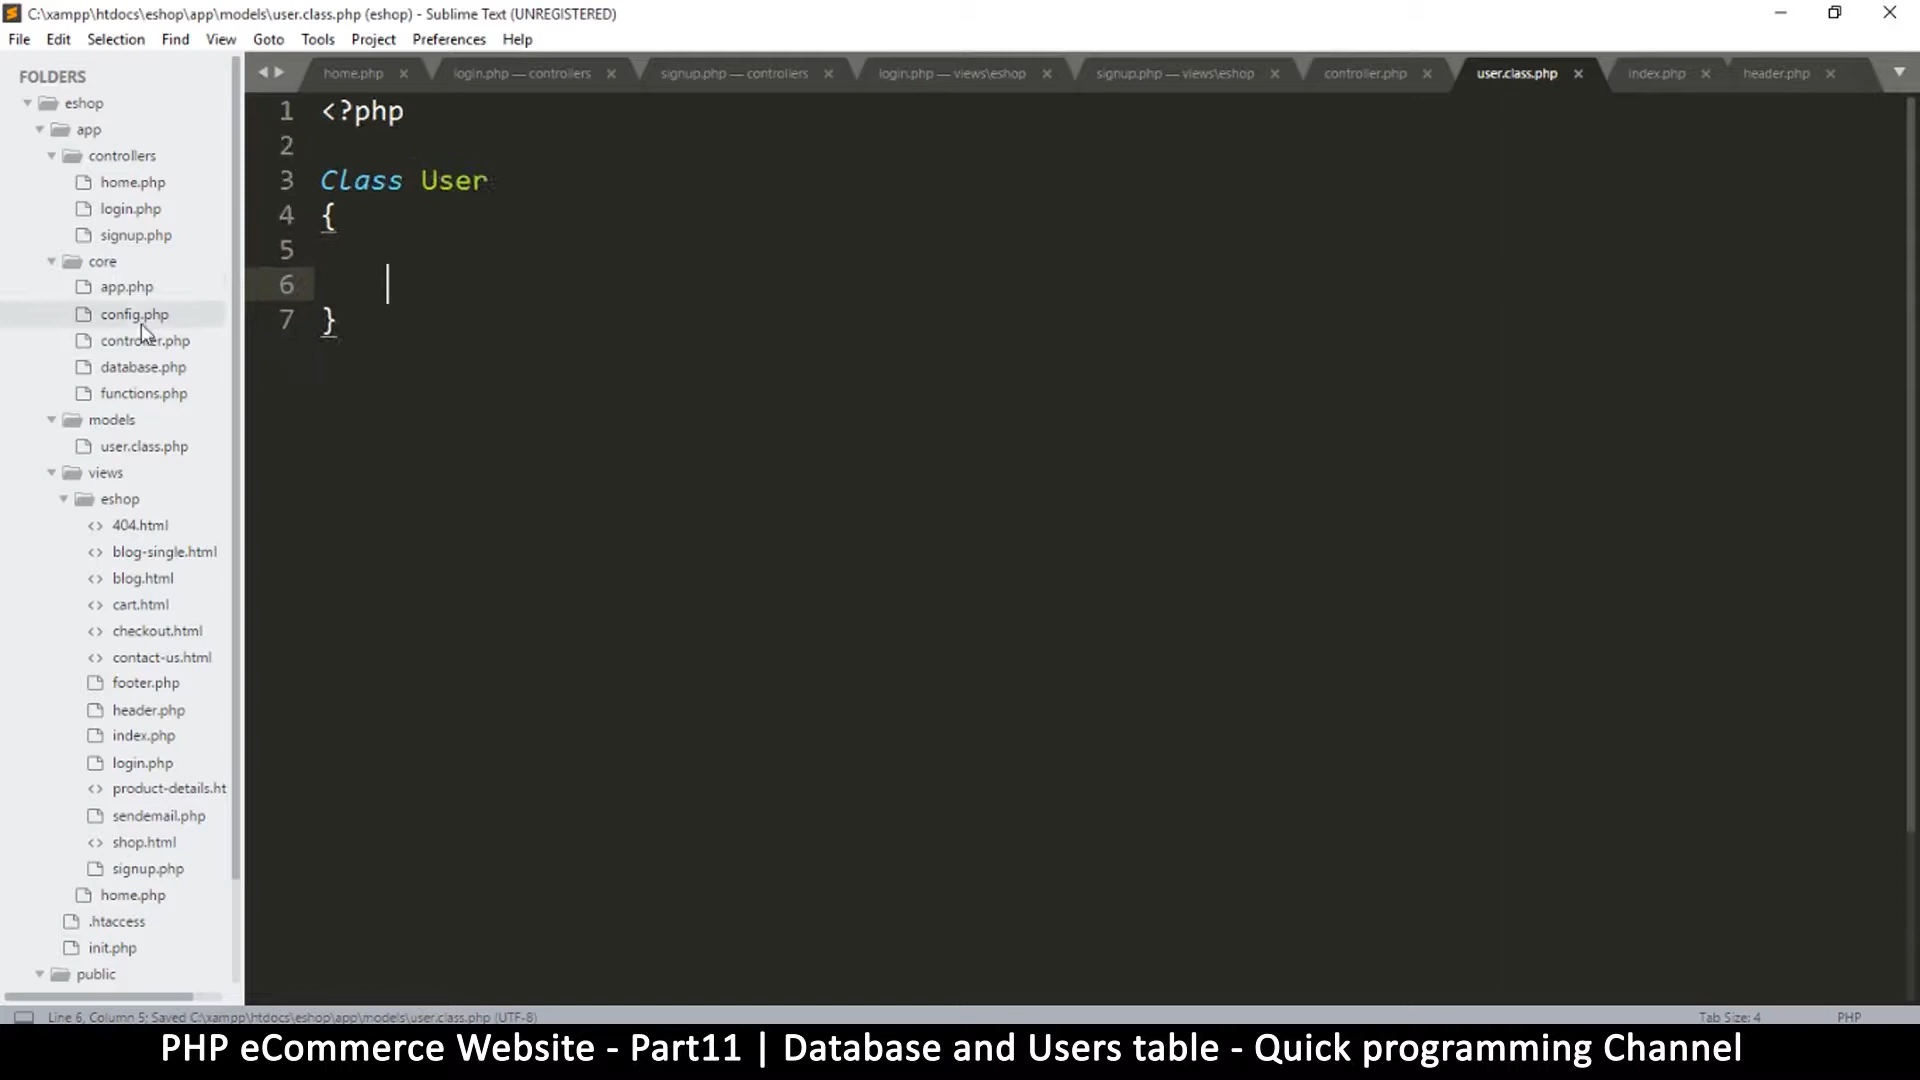 C:\xampp\htdocs\eshop\app\models\user.class.php (eshop) - Sublime Text (UNREGISTERED)
File Edit Selection Find View Goto Tools Project Preferences Help
FOLDERS
eshop
app
controllers
home.php
login.php
signup.php
core
app.php
config.php
controller.php
database.php
functions.php
models
user.class.php
views
eshop
404.html
blog-single.html
blog.html
cart.html
checkout.html
contact-us.html
footer.php
header.php
index.php
login.php
product-details.ht
sendemail.php
shop.html
signup.php
home.php
.htaccess
init.php
public
home.php login.php — controllers signup.php — controllers login.php — views\eshop signup.php — views\eshop controller.php user.class.php index.php header.php
1 <?php
2
3 Class User
4 {
5
6
7 }
Line 6, Column 5; Saved C:\xampp\htdocs\eshop\app\models\user.class.php (UTF-8) Tab Size: 4 PHP
PHP eCommerce Website - Part11 | Database and Users table - Quick programming Channel